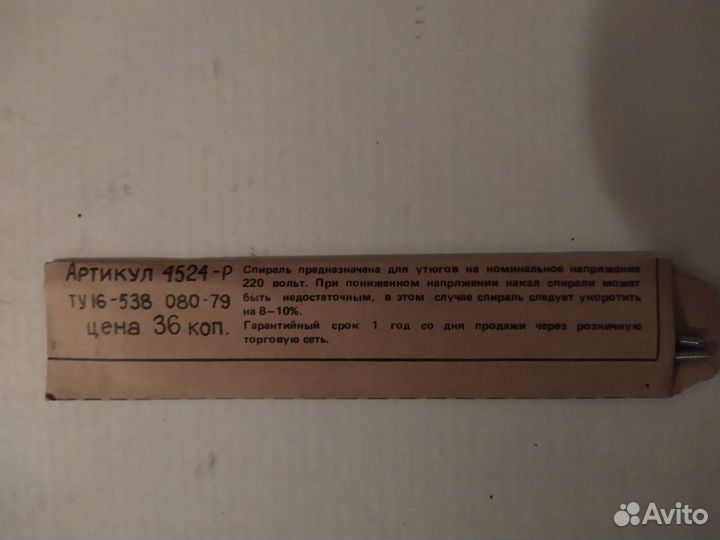 Артикул 4524-Р
ТУ 16-538 080-79
цена 36 коп.
Спираль предназначена для утюгов на номинальное напряжение
220 вольт. При пониженном напряжении накал спирали может
быть недостаточным, в этом случае спираль следует укоротить
на 8—10%.
Гарантийный срок 1 год со дня продажи через розничную
торговую сеть.
Avito